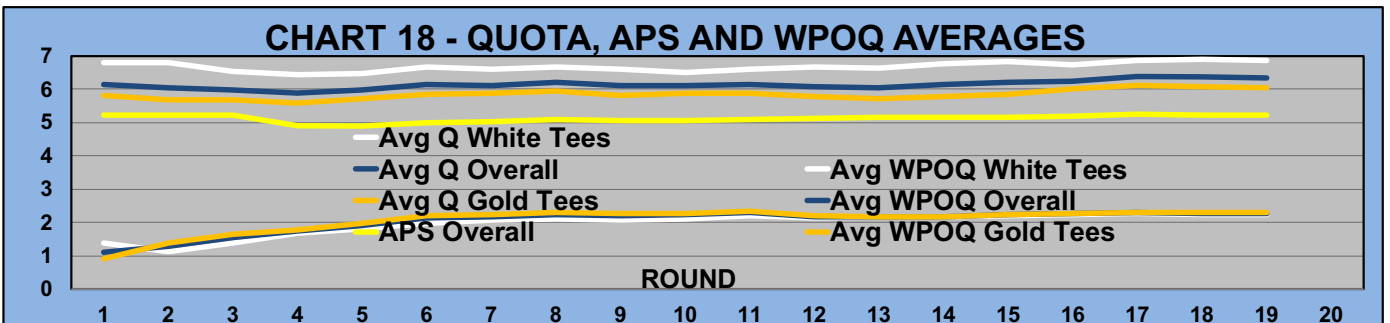 CHART 18 - QUOTA, APS AND WPOQ AVERAGES
7
6
5
4
3
2
1
0
Avg Q White Tees
Avg Q Overall
Avg WPOQ White Tees
Avg Q Gold Tees
Avg WPOQ Overall
APS Overall
Avg WPOQ Gold Tees
ROUND
1 2 3 4 5 6 7 8 9 10 11 12 13 14 15 16 17 18 19 20